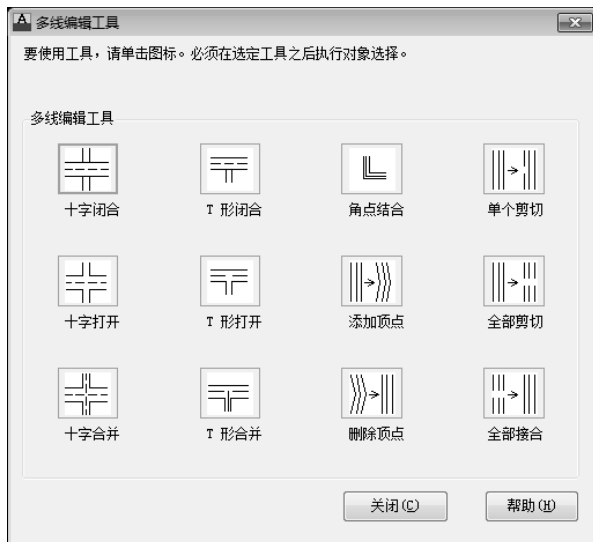 多线编辑工具
要使用工具，请单击图标。必须在选定工具之后执行对象选择。
多线编辑工具
十字闭合 T 形闭合 角点结合 单个剪切
十字打开 T 形打开 添加顶点 全部剪切
十字合并 T 形合并 删除顶点 全部接合
关闭(C) 帮助(H)